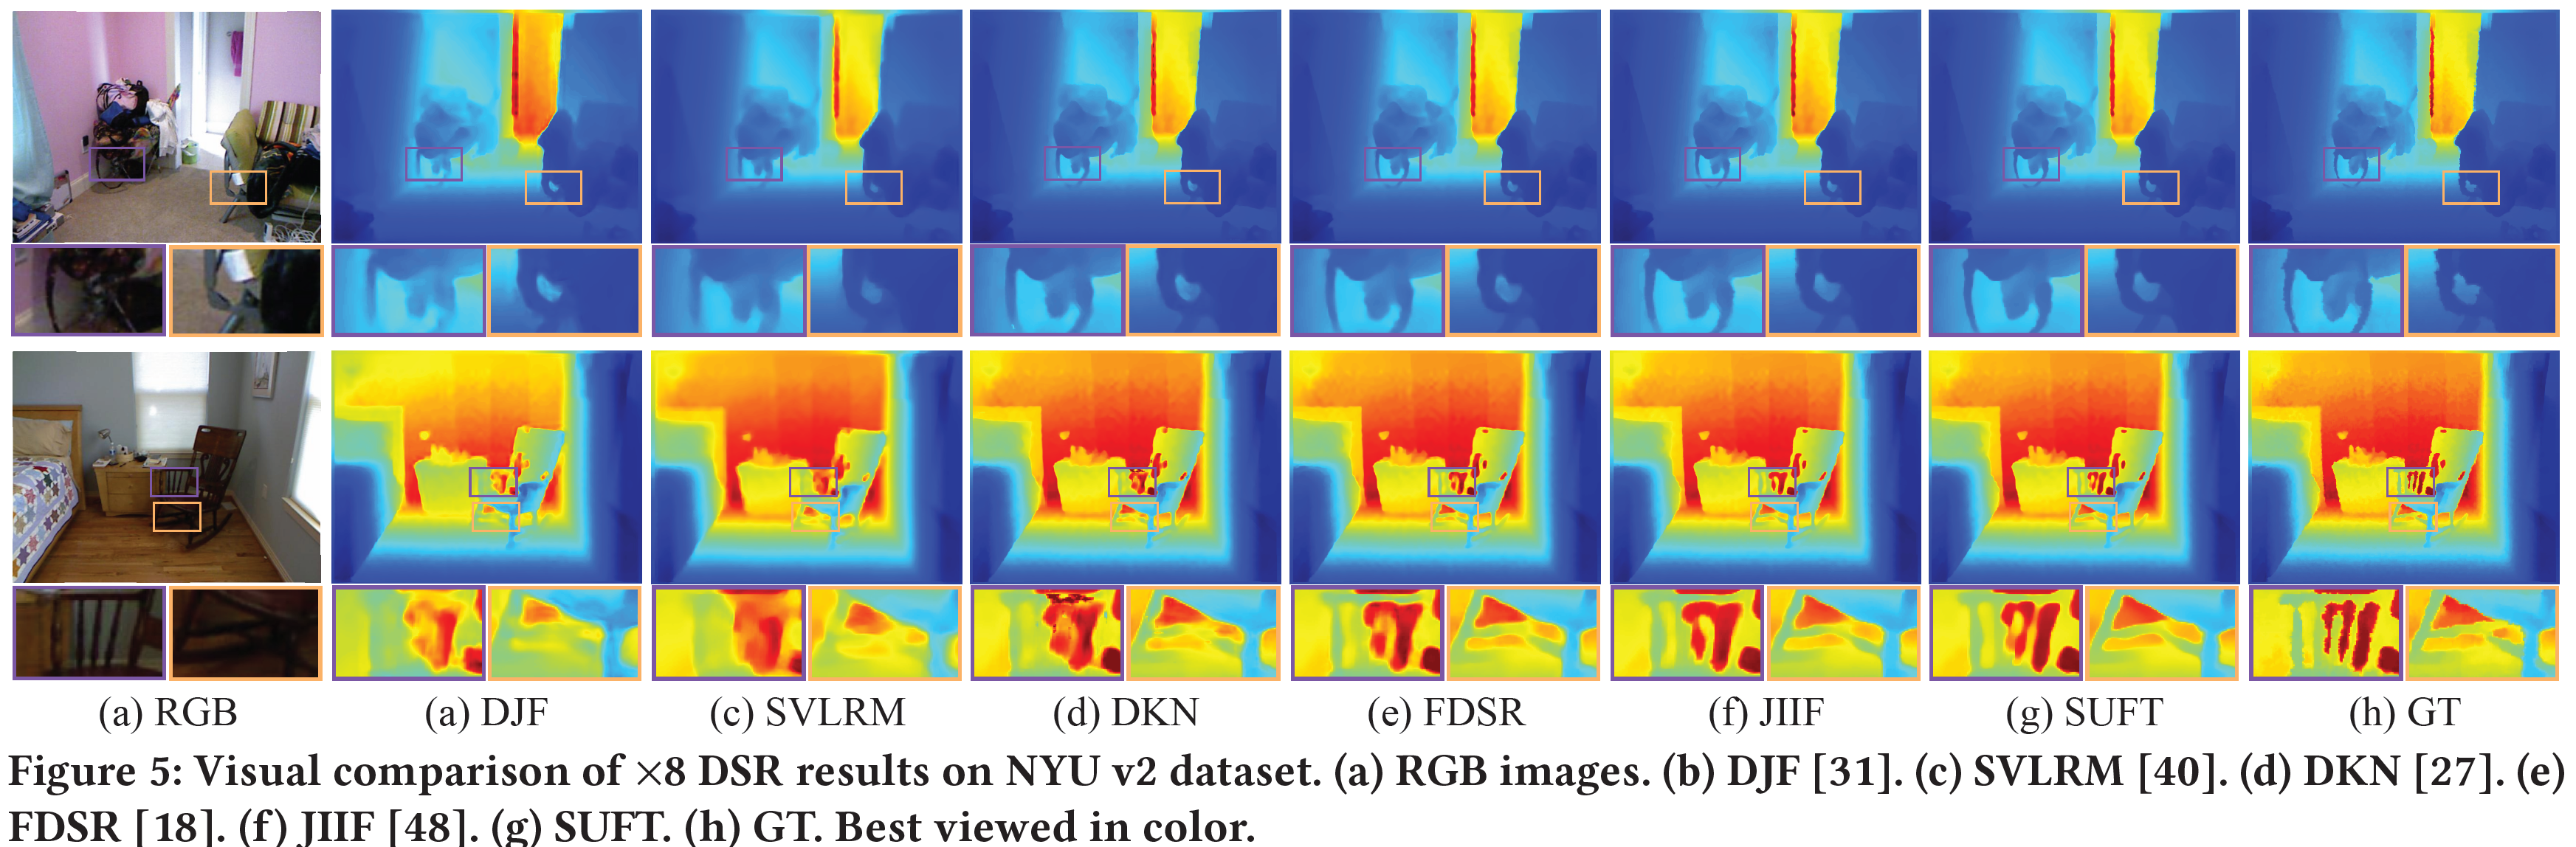 (a) RGB (a) DJF (c) SVLRM (d) DKN (e) FDSR (f) JIIF (g) SUFT (h) GT
Figure 5: Visual comparison of ×8 DSR results on NYU v2 dataset. (a) RGB images. (b) DJF [31]. (c) SVLRM [40]. (d) DKN [27]. (e)
FDSR [18]. (f) JIIF [48]. (g) SUFT. (h) GT. Best viewed in color.